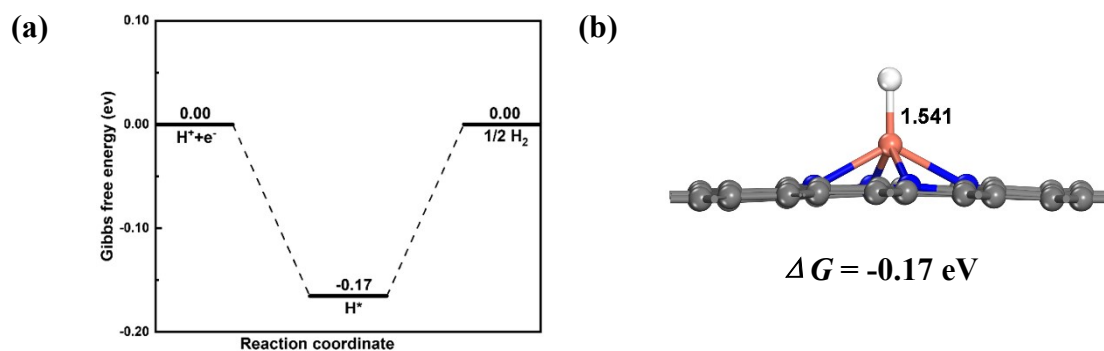 (a)
Gibbs free energy (ev)
0.10
0.00
-0.10
-0.20
0.00
H⁺+e⁻
-0.17
H*
0.00
1/2 H₂
Reaction coordinate
(b)
1.541
ΔG = -0.17 eV